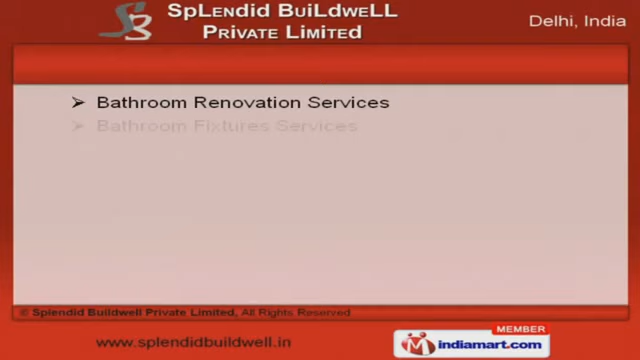 SpLENdid BuiLdweLL
Private Limited
Delhi, India
S3
➢ Bathroom Renovation Services
➢ Bathroom Fixtures Services
© Splendid Buildwell Private Limited, All Rights Reserved
www.splendidbuildwell.in
MEMBER
indiamart.com